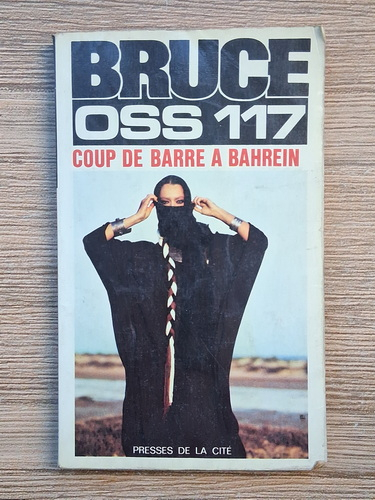 BRUCE
OSS 117
COUP DE BARRE A BAHREIN
PRESSES DE LA CITÉ